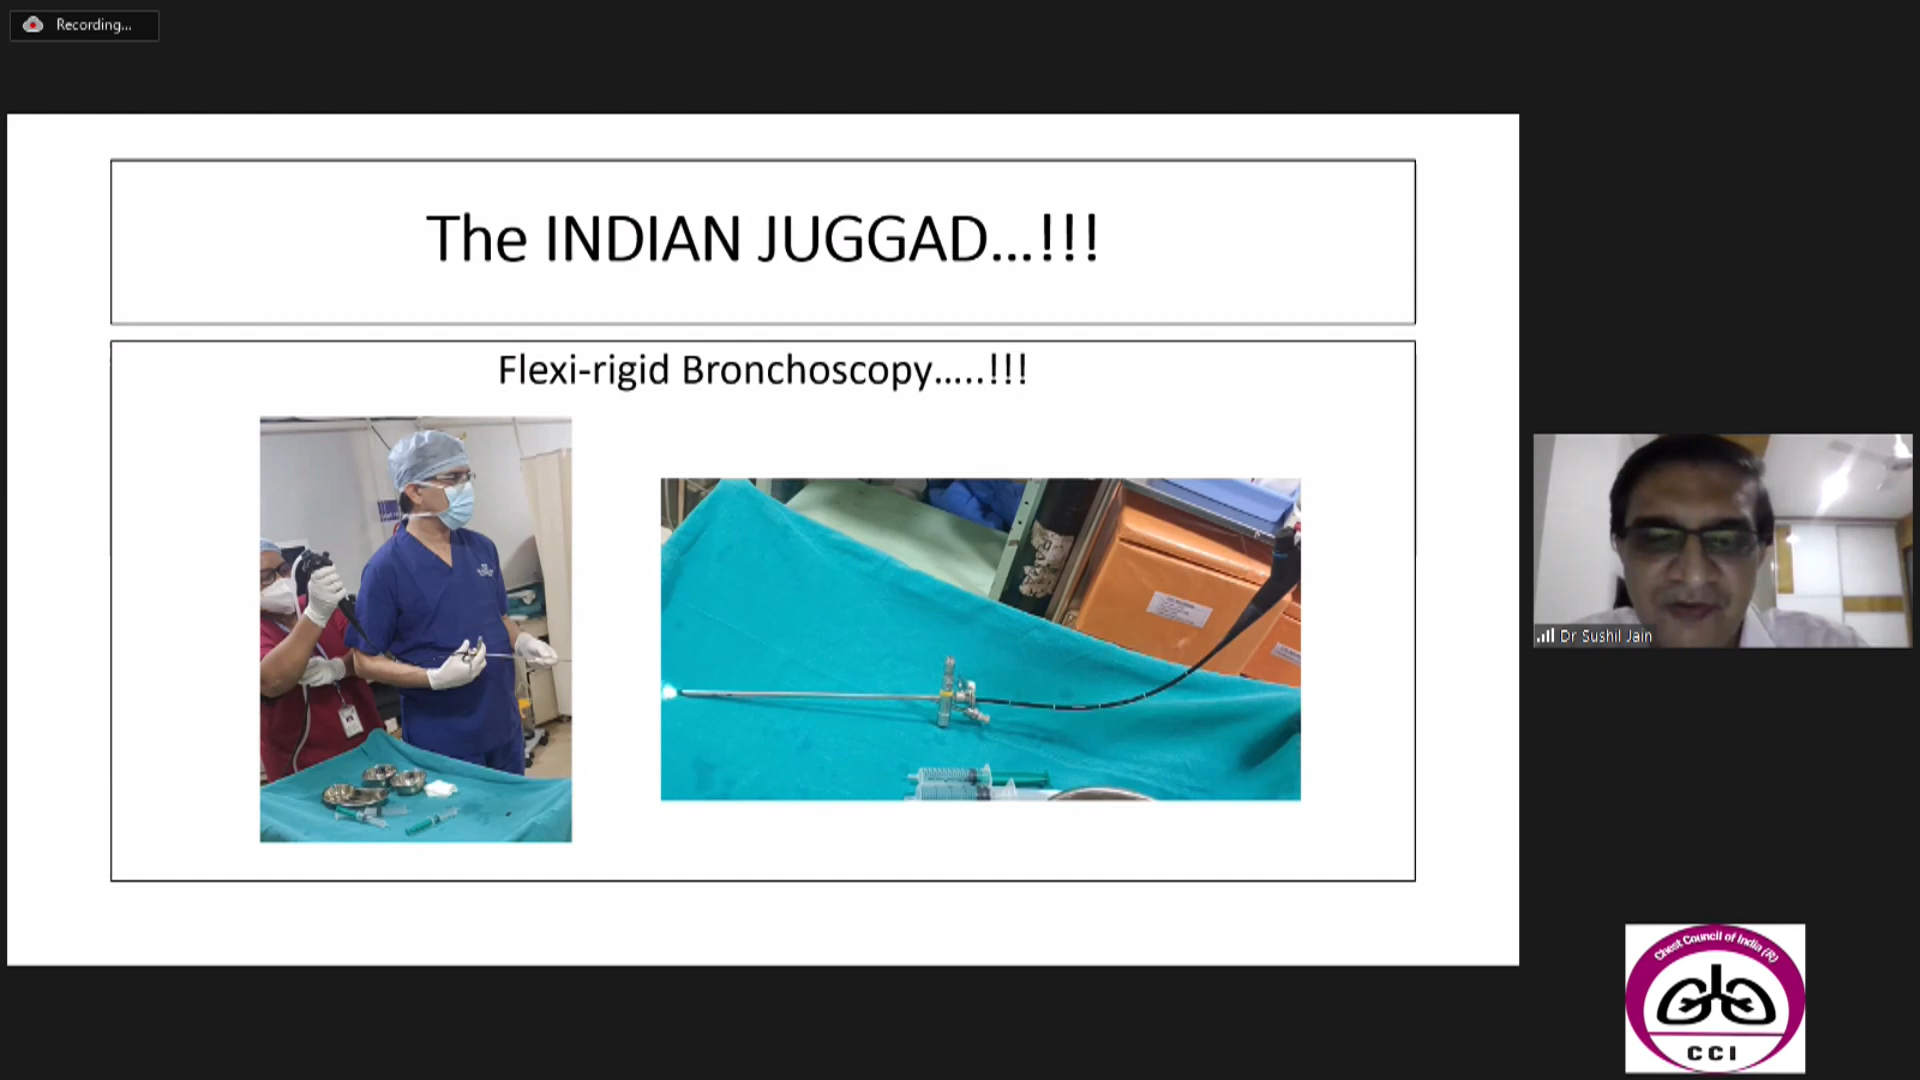 Recording...
The INDIAN JUGGAD...!!!
Flexi-rigid Bronchoscopy.....!!!
Dr Sushil Jain
Chest Council of India (R)
CCI